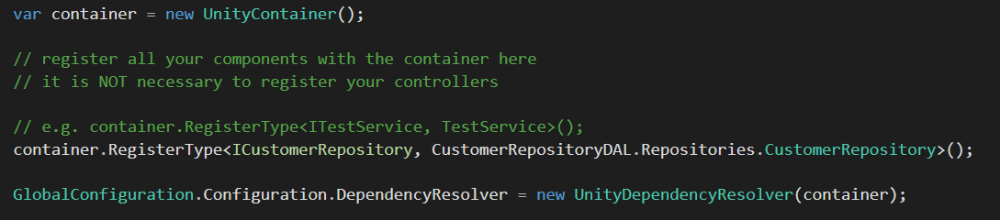 var container = new UnityContainer();
// register all your components with the container here
// it is NOT necessary to register your controllers
// e.g. container.RegisterType<ITestService, TestService>();
container.RegisterType<ICustomerRepository, CustomerRepositoryDAL.Repositories.CustomerRepository>();
GlobalConfiguration.Configuration.DependencyResolver = new UnityDependencyResolver(container);